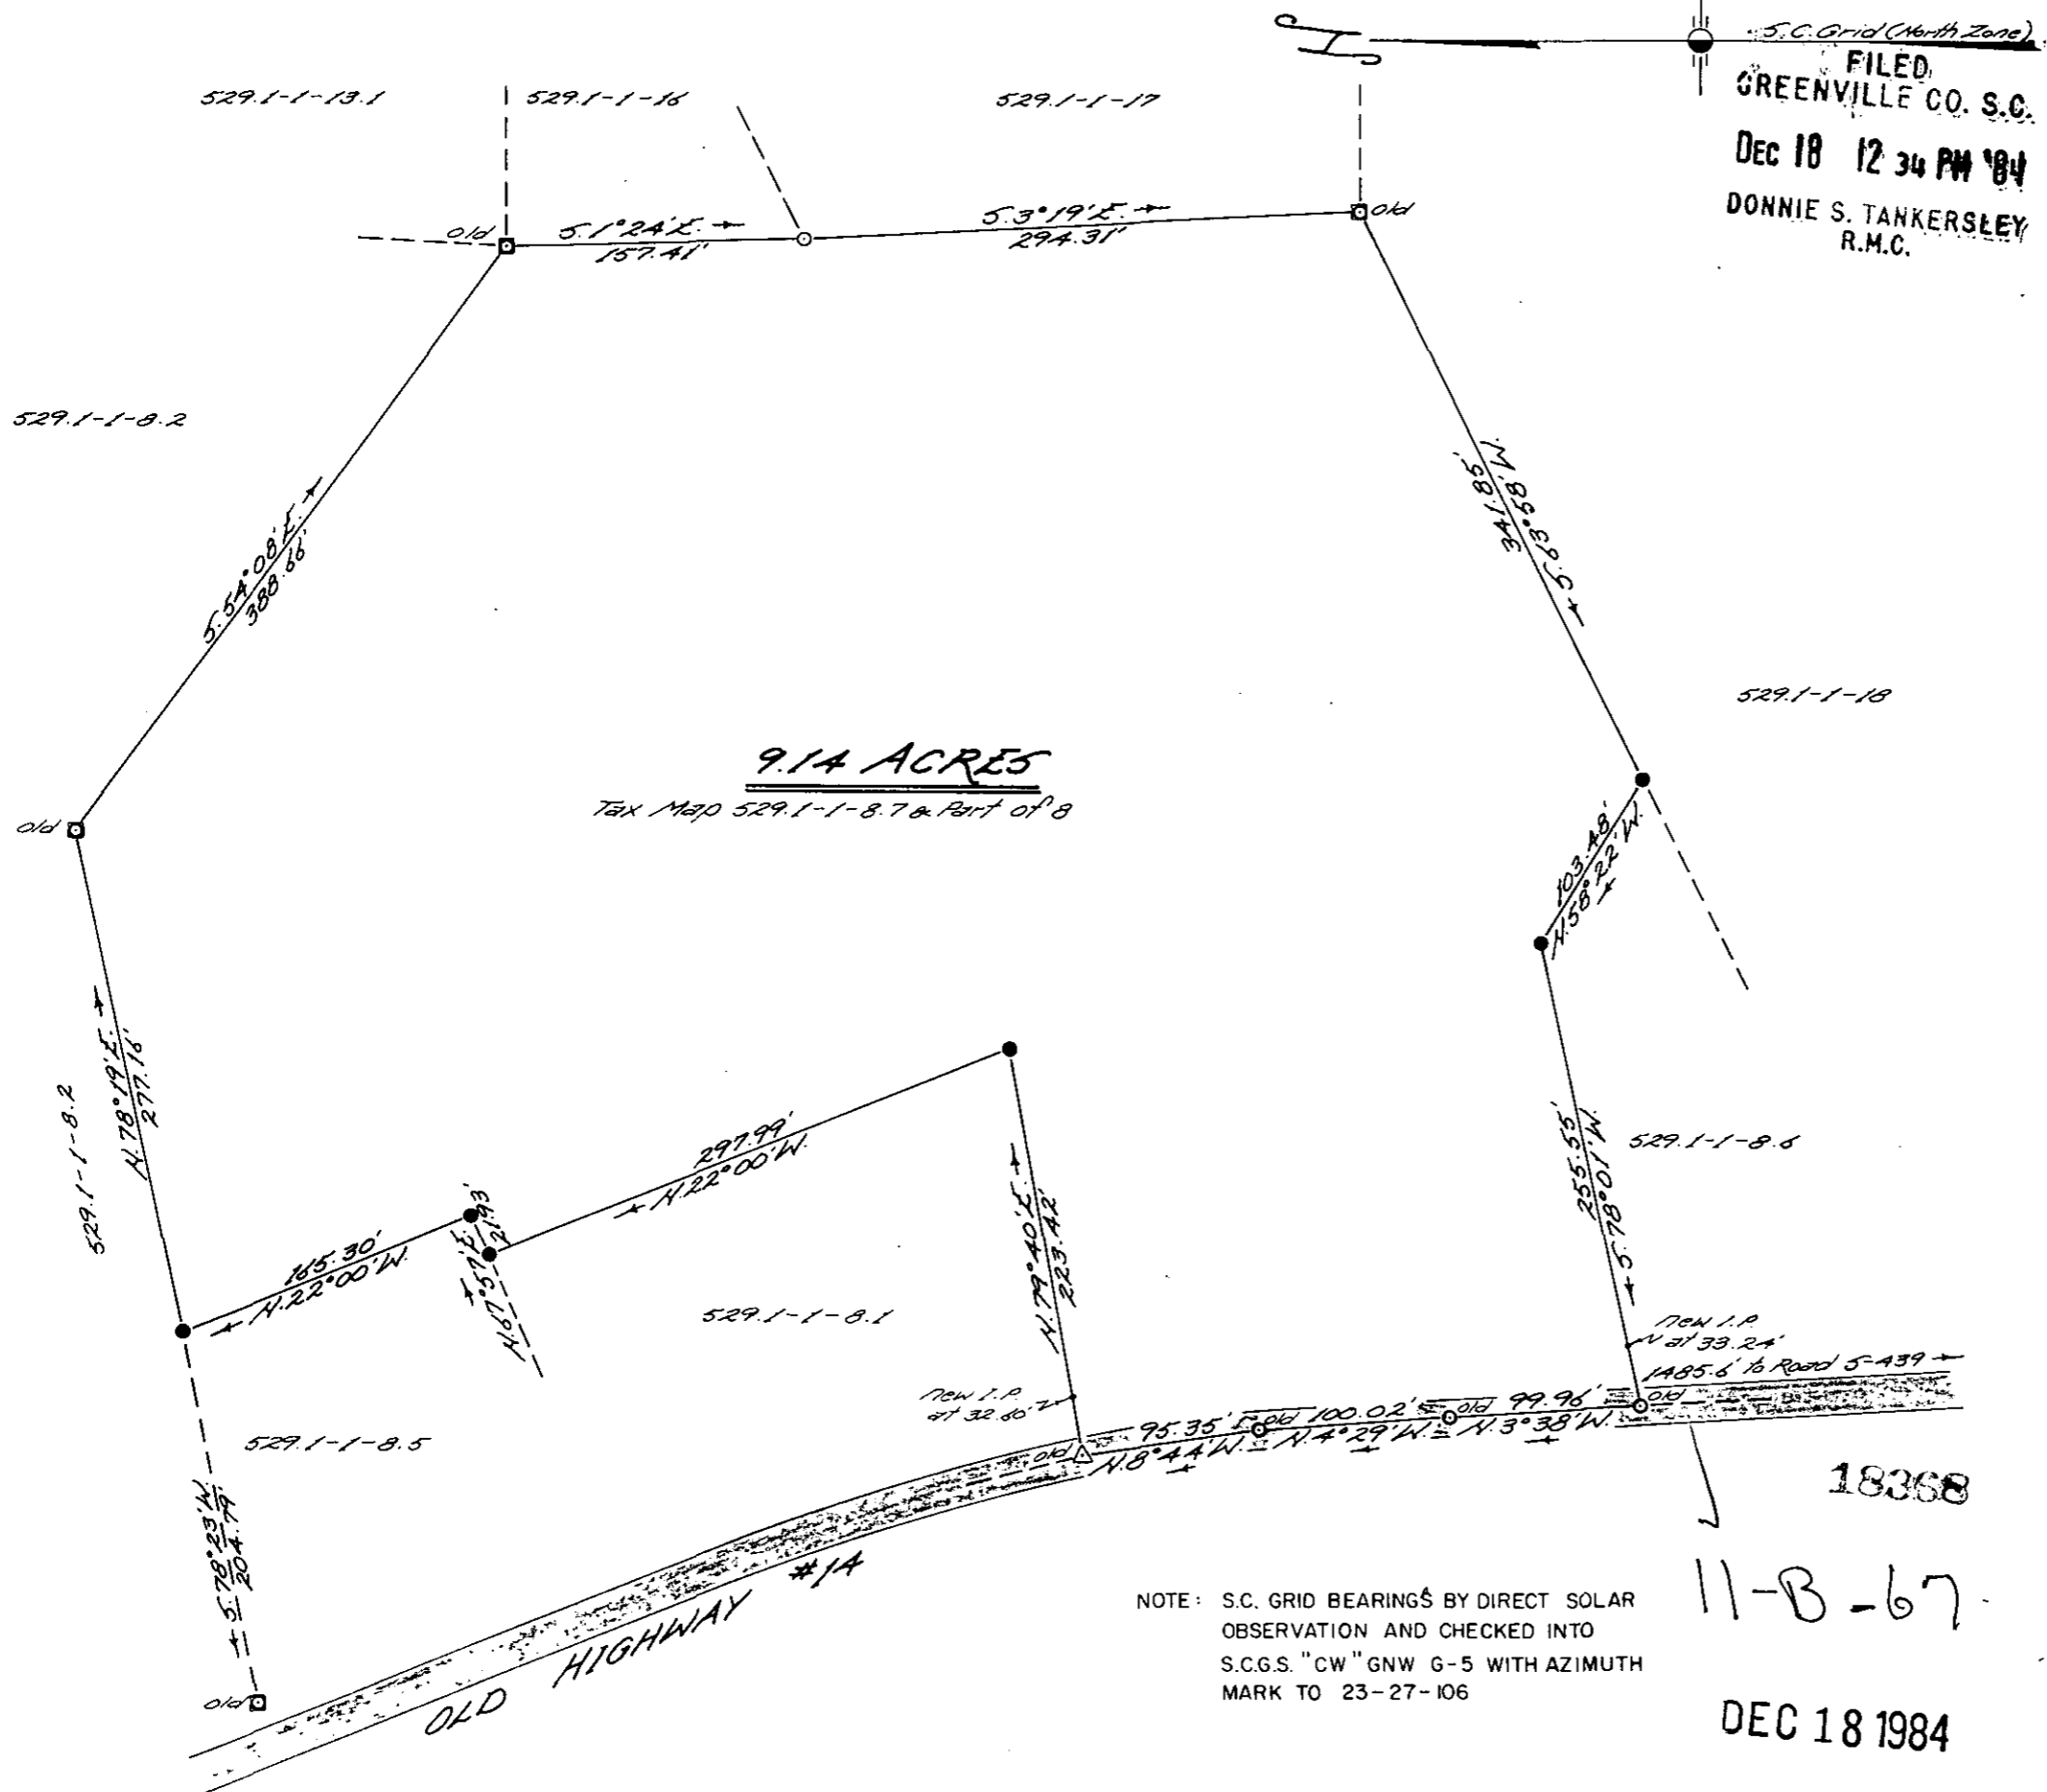 S.C. Grid (North Zone)
FILED
GREENVILLE CO. S.C.
DEC 18 12 34 PM '84
DONNIE S. TANKERSLEY
R.M.C.
529.1-1-13.1
529.1-1-16
529.1-1-17
old
S.1°24'E.
157.41'
S.3°19'E.
294.31'
old
529.1-1-8.2
S.54°08'E.
388.66'
341.85'
S.63°58'W.
529.1-1-18
9.14 ACRES
Tax Map 529.1-1-8.7 & Part of 8
old
103.48'
N.58°22'W.
N.78°19'E.
277.16'
529.1-1-8.2
297.99'
N.22°00'W.
165.30'
N.22°00'W.
N.67°57'E.
21.93'
N.79°40'E.
223.42'
255.55'
S.78°01'W.
529.1-1-8.6
529.1-1-8.1
new I.P.
at 33.24'
1485.6' to Road S-439
new I.P.
at 32.60'
old
95.35'
N.8°44'W.
old
100.02'
N.4°29'W.
old
99.96'
N.3°38'W.
old
529.1-1-8.5
S.78°23'W.
204.79'
old
OLD HIGHWAY #14
18368
11-B-67
NOTE: S.C. GRID BEARINGS BY DIRECT SOLAR
OBSERVATION AND CHECKED INTO
S.C.G.S. "CW" GNW G-5 WITH AZIMUTH
MARK TO 23-27-106
DEC 18 1984